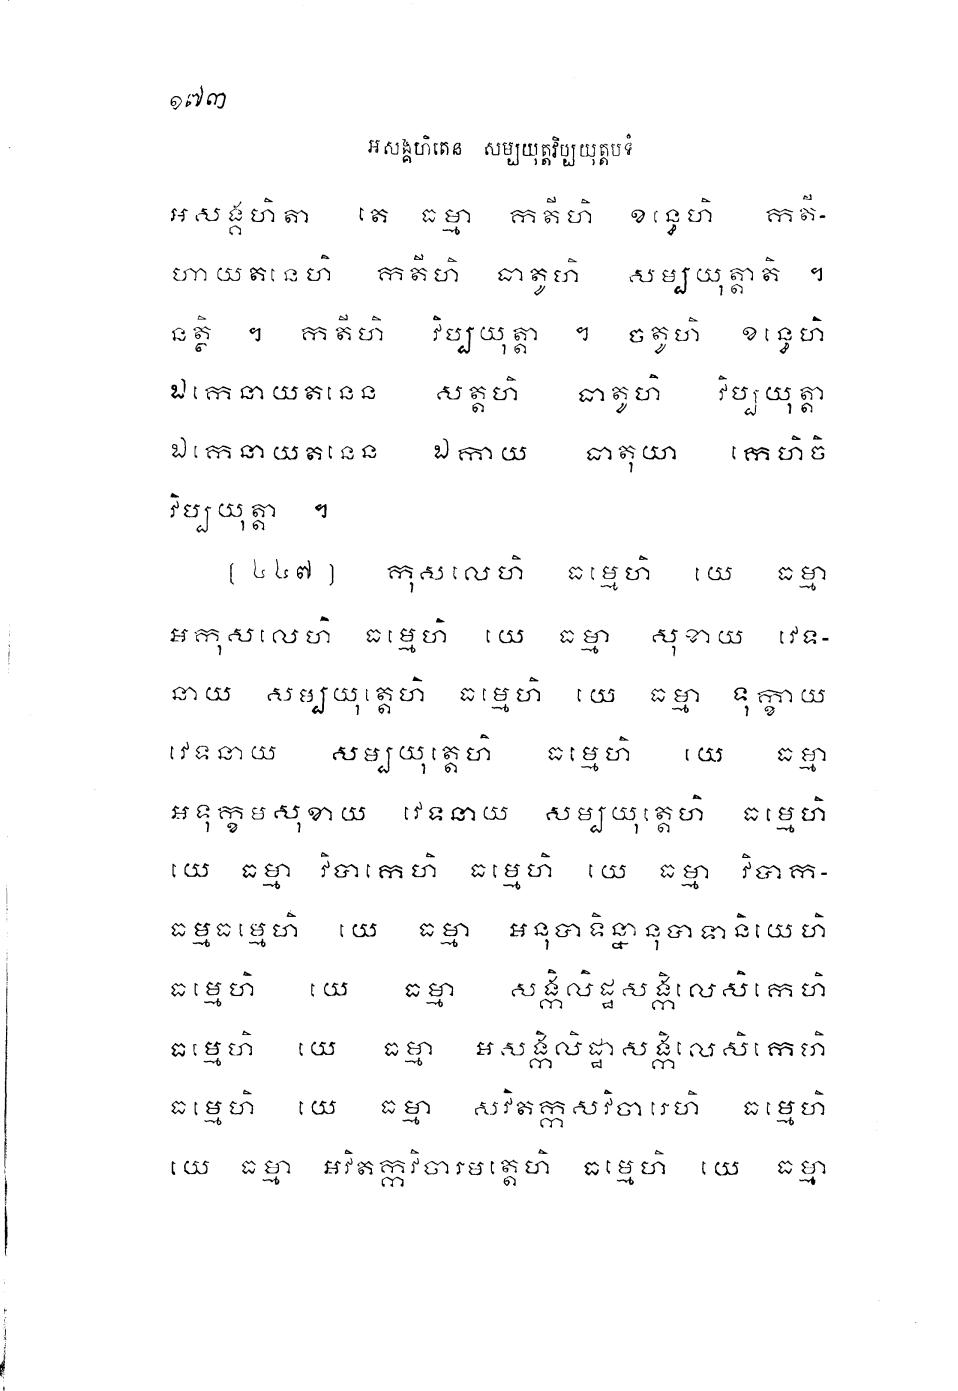 ១៧៣
អសង្គហិតេន សម្បយុត្តវិប្បយុត្តបទំ
អសង្គហិតា តេ ធម្មា កតីហិ ខន្ធេហិ កតី-
ហាយតនេហិ កតីហិ ធាតូហិ សម្បយុត្តាតិ ។
នត្ថិ ។ កតីហិ វិប្បយុត្តា ។ ចតូហិ ខន្ធេហិ
ឯកេនាយតនេន សត្តហិ ធាតូហិ វិប្បយុត្តា
ឯកេនាយតនេន ឯកាយ ធាតុយា កេហិចិ
វិប្បយុត្តា ។
[៤៤៧] កុសលេហិ ធម្មេហិ យេ ធម្មា
អកុសលេហិ ធម្មេហិ យេ ធម្មា សុខាយ វេទ-
នាយ សម្បយុត្តេហិ ធម្មេហិ យេ ធម្មា ទុក្ខាយ
វេទនាយ សម្បយុត្តេហិ ធម្មេហិ យេ ធម្មា
អទុក្ខមសុខាយ វេទនាយ សម្បយុត្តេហិ ធម្មេហិ
យេ ធម្មា វិបាកេហិ ធម្មេហិ យេ ធម្មា វិបាក-
ធម្មធម្មេហិ យេ ធម្មា អនុបាទិន្នានុបាទានិយេហិ
ធម្មេហិ យេ ធម្មា សង្កិលិដ្ឋសង្កិលេសិកេហិ
ធម្មេហិ យេ ធម្មា អសង្កិលិដ្ឋាសង្កិលេសិកេហិ
ធម្មេហិ យេ ធម្មា សវិតក្កសវិចារេហិ ធម្មេហិ
យេ ធម្មា អវិតក្កវិចារមត្តេហិ ធម្មេហិ យេ ធម្មា